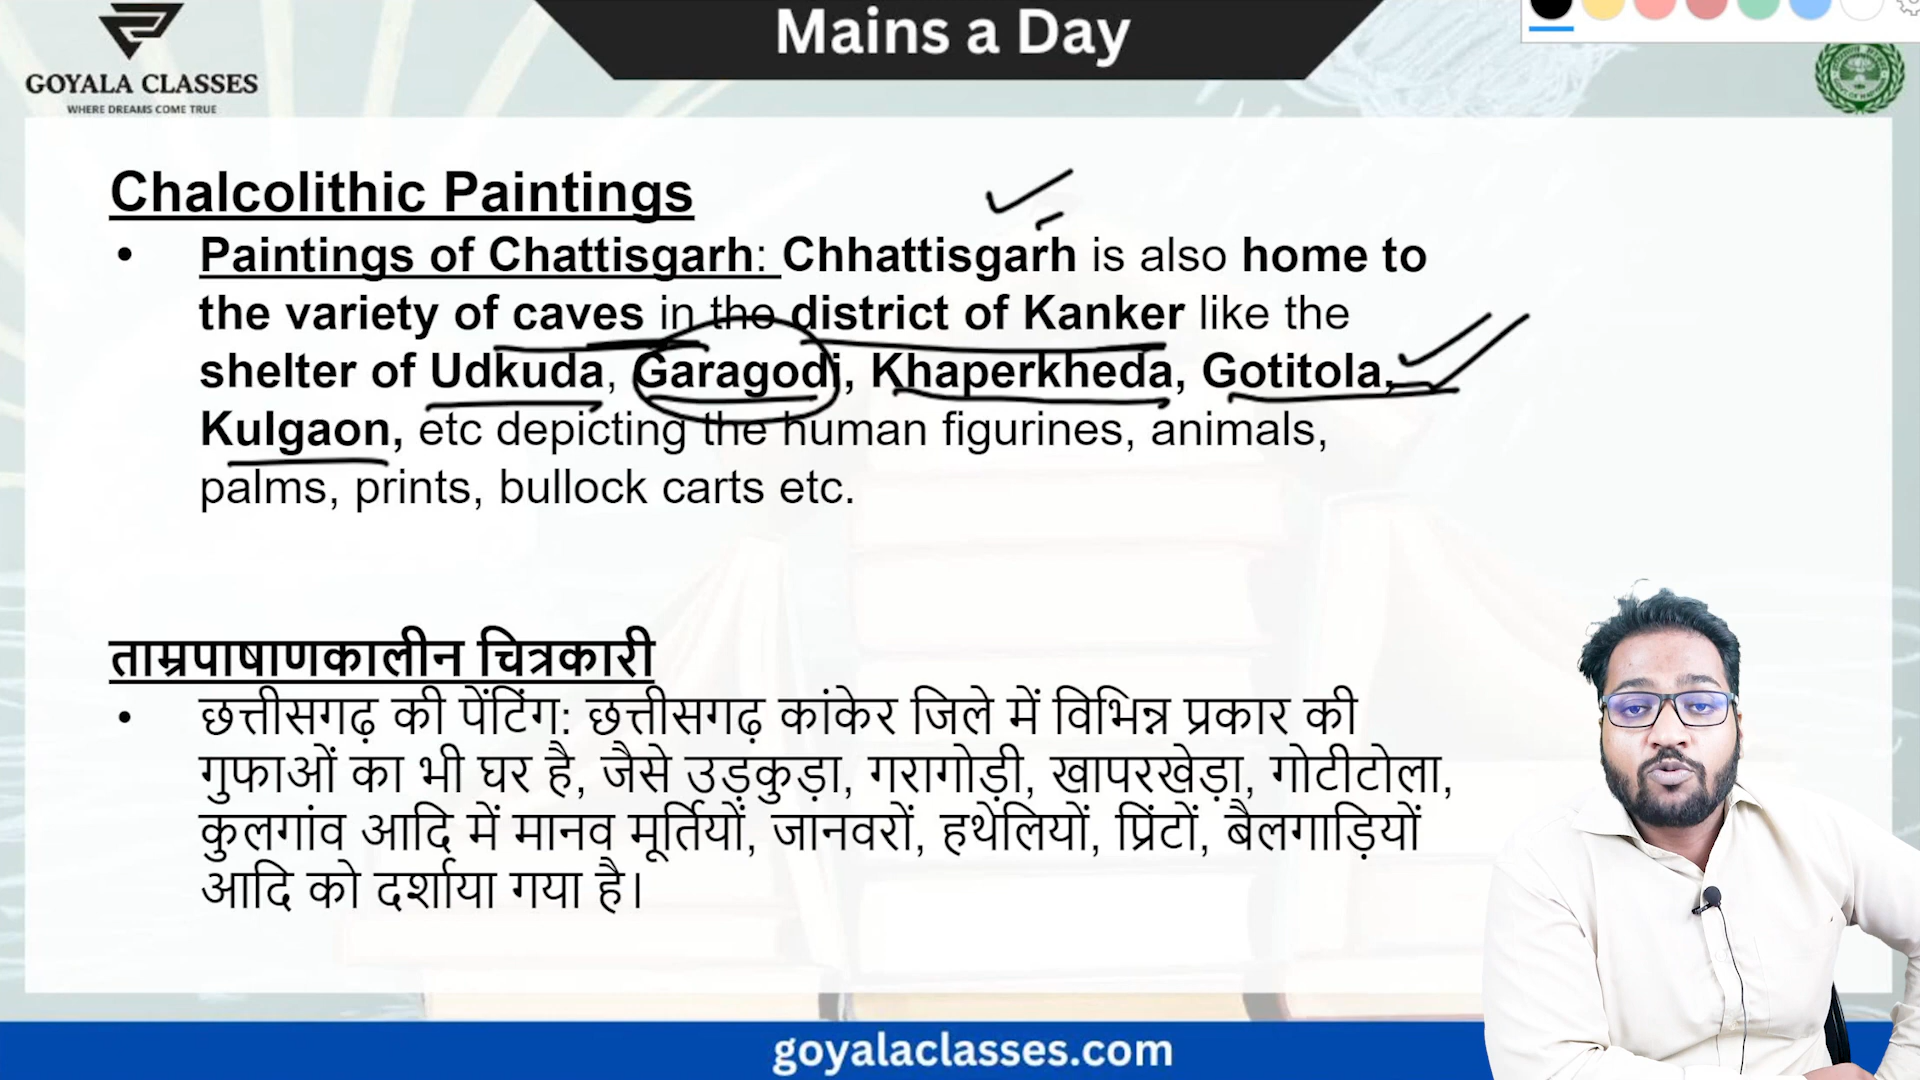 Mains a Day
GOYALA CLASSES
WHERE DREAMS COME TRUE
Chalcolithic Paintings
• Paintings of Chattisgarh: Chhattisgarh is also home to
the variety of caves in the district of Kanker like the
shelter of Udkuda, Garagodi, Khaperkheda, Gotitola,
Kulgaon, etc depicting the human figurines, animals,
palms, prints, bullock carts etc.
ताम्रपाषाणकालीन चित्रकारी
• छत्तीसगढ़ की पेंटिंग: छत्तीसगढ़ कांकेर जिले में विभिन्न प्रकार की
गुफाओं का भी घर है, जैसे उड़कुड़ा, गरागोड़ी, खापरखेड़ा, गोटीटोला,
कुलगांव आदि में मानव मूर्तियों, जानवरों, हथेलियों, प्रिंटों, बैलगाड़ियों
आदि को दर्शाया गया है।
goyalaclasses.com